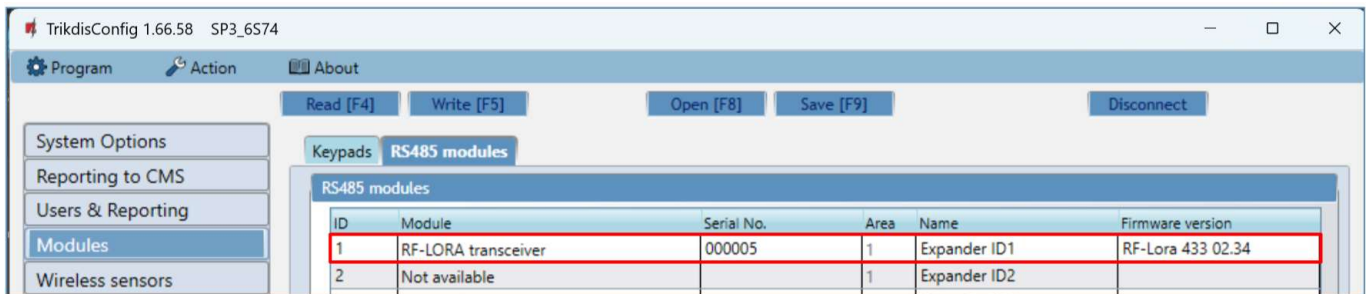 TrikdisConfig 1.66.58 SP3_6S74
Program Action About
Read [F4] Write [F5] Open [F8] Save [F9] Disconnect
System Options
Reporting to CMS
Users & Reporting
Modules
Wireless sensors
Keypads RS485 modules
RS485 modules
ID Module Serial No. Area Name Firmware version
1 RF-LORA transceiver 000005 1 Expander ID1 RF-Lora 433 02.34
2 Not available 1 Expander ID2